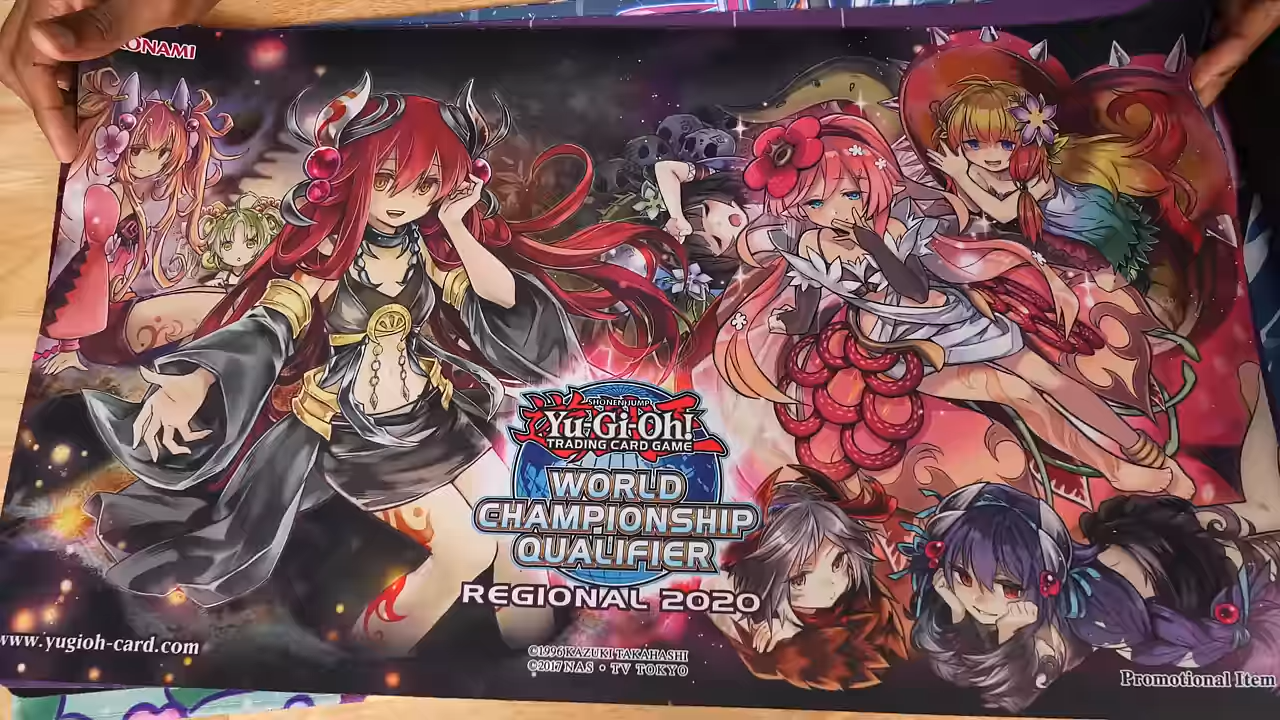 KONAMI
SHONEN JUMP
Yu-Gi-Oh!
TRADING CARD GAME
WORLD
CHAMPIONSHIP
QUALIFIER
REGIONAL 2020
www.yugioh-card.com
©1996 KAZUKI TAKAHASHI
©2017 NAS • TV TOKYO
Promotional Item